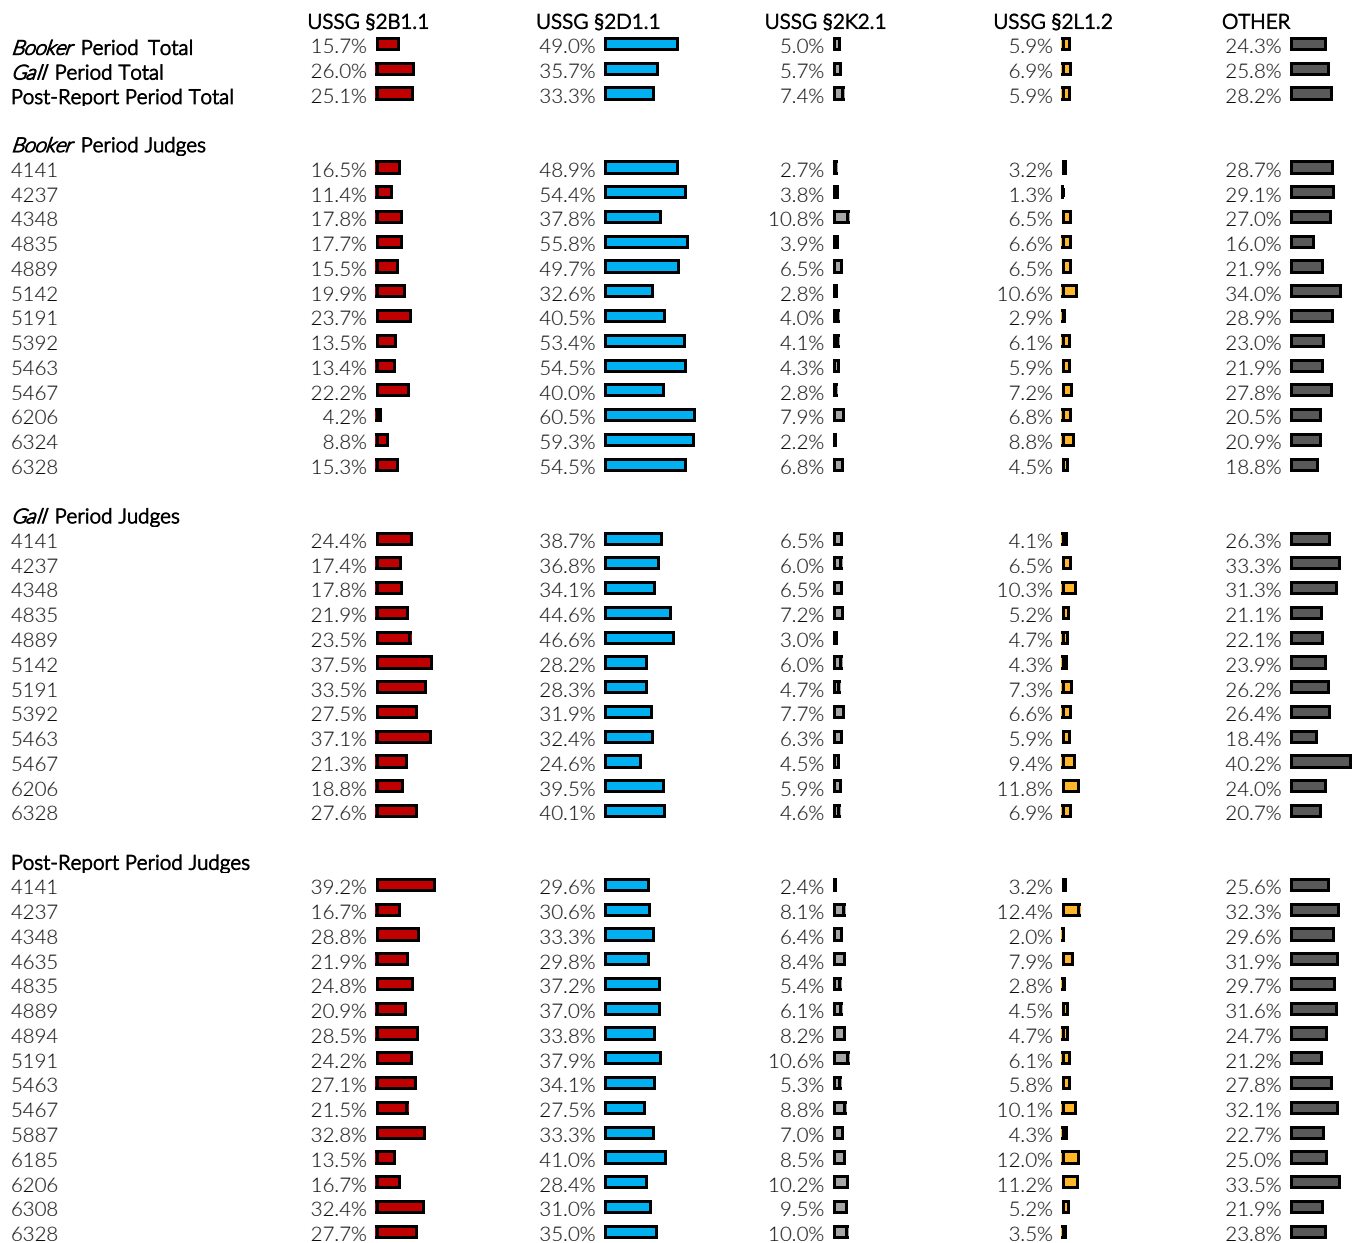 USSG §2B1.1 USSG §2D1.1 USSG §2K2.1 USSG §2L1.2 OTHER
Booker Period Total 15.7% 49.0% 5.0% 5.9% 24.3%
Gall Period Total 26.0% 35.7% 5.7% 6.9% 25.8%
Post-Report Period Total 25.1% 33.3% 7.4% 5.9% 28.2%
Booker Period Judges
4141 16.5% 48.9% 2.7% 3.2% 28.7%
4237 11.4% 54.4% 3.8% 1.3% 29.1%
4348 17.8% 37.8% 10.8% 6.5% 27.0%
4835 17.7% 55.8% 3.9% 6.6% 16.0%
4889 15.5% 49.7% 6.5% 6.5% 21.9%
5142 19.9% 32.6% 2.8% 10.6% 34.0%
5191 23.7% 40.5% 4.0% 2.9% 28.9%
5392 13.5% 53.4% 4.1% 6.1% 23.0%
5463 13.4% 54.5% 4.3% 5.9% 21.9%
5467 22.2% 40.0% 2.8% 7.2% 27.8%
6206 4.2% 60.5% 7.9% 6.8% 20.5%
6324 8.8% 59.3% 2.2% 8.8% 20.9%
6328 15.3% 54.5% 6.8% 4.5% 18.8%
Gall Period Judges
4141 24.4% 38.7% 6.5% 4.1% 26.3%
4237 17.4% 36.8% 6.0% 6.5% 33.3%
4348 17.8% 34.1% 6.5% 10.3% 31.3%
4835 21.9% 44.6% 7.2% 5.2% 21.1%
4889 23.5% 46.6% 3.0% 4.7% 22.1%
5142 37.5% 28.2% 6.0% 4.3% 23.9%
5191 33.5% 28.3% 4.7% 7.3% 26.2%
5392 27.5% 31.9% 7.7% 6.6% 26.4%
5463 37.1% 32.4% 6.3% 5.9% 18.4%
5467 21.3% 24.6% 4.5% 9.4% 40.2%
6206 18.8% 39.5% 5.9% 11.8% 24.0%
6328 27.6% 40.1% 4.6% 6.9% 20.7%
Post-Report Period Judges
4141 39.2% 29.6% 2.4% 3.2% 25.6%
4237 16.7% 30.6% 8.1% 12.4% 32.3%
4348 28.8% 33.3% 6.4% 2.0% 29.6%
4635 21.9% 29.8% 8.4% 7.9% 31.9%
4835 24.8% 37.2% 5.4% 2.8% 29.7%
4889 20.9% 37.0% 6.1% 4.5% 31.6%
4894 28.5% 33.8% 8.2% 4.7% 24.7%
5191 24.2% 37.9% 10.6% 6.1% 21.2%
5463 27.1% 34.1% 5.3% 5.8% 27.8%
5467 21.5% 27.5% 8.8% 10.1% 32.1%
5887 32.8% 33.3% 7.0% 4.3% 22.7%
6185 13.5% 41.0% 8.5% 12.0% 25.0%
6206 16.7% 28.4% 10.2% 11.2% 33.5%
6308 32.4% 31.0% 9.5% 5.2% 21.9%
6328 27.7% 35.0% 10.0% 3.5% 23.8%